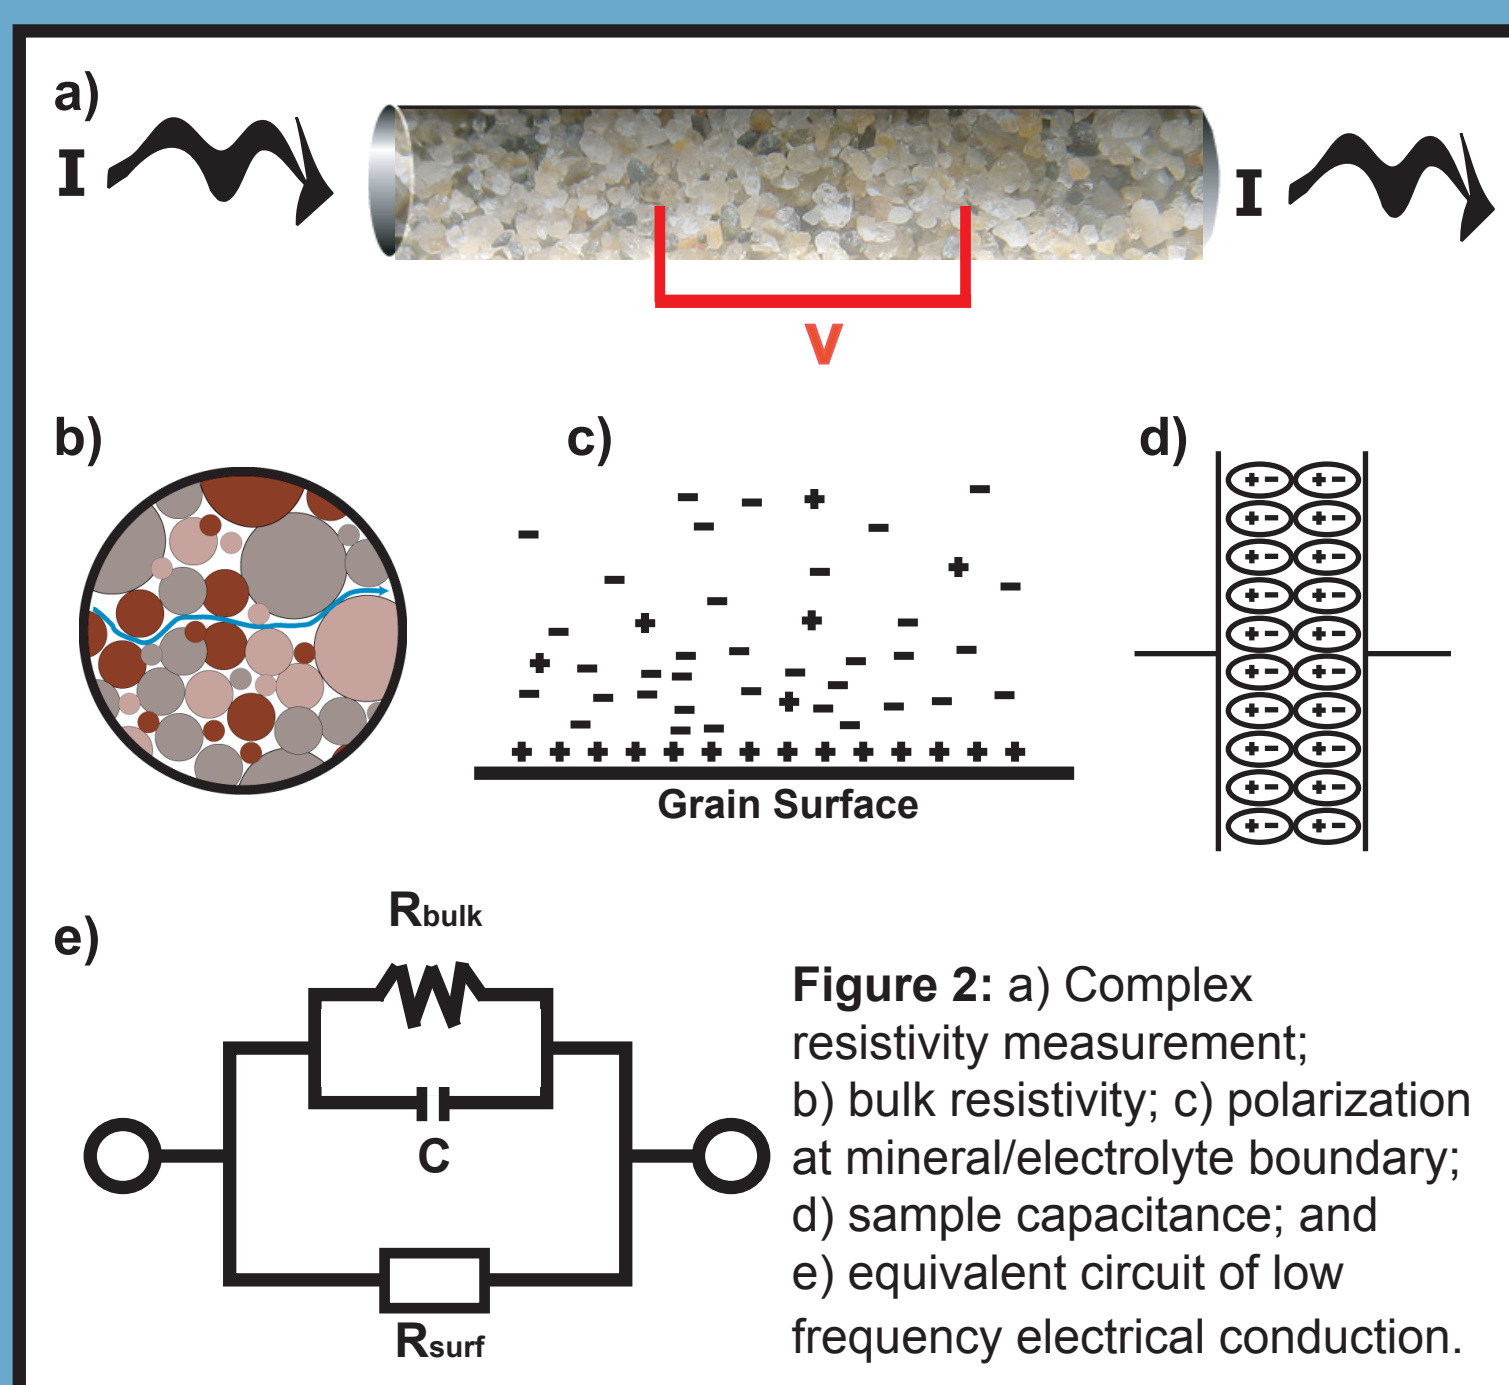 a)
I
I
V
b)
c)
d)
Grain Surface
e)
Rbulk
C
Rsurf
Figure 2: a) Complex
resistivity measurement;
b) bulk resistivity; c) polarization
at mineral/electrolyte boundary;
d) sample capacitance; and
e) equivalent circuit of low
frequency electrical conduction.